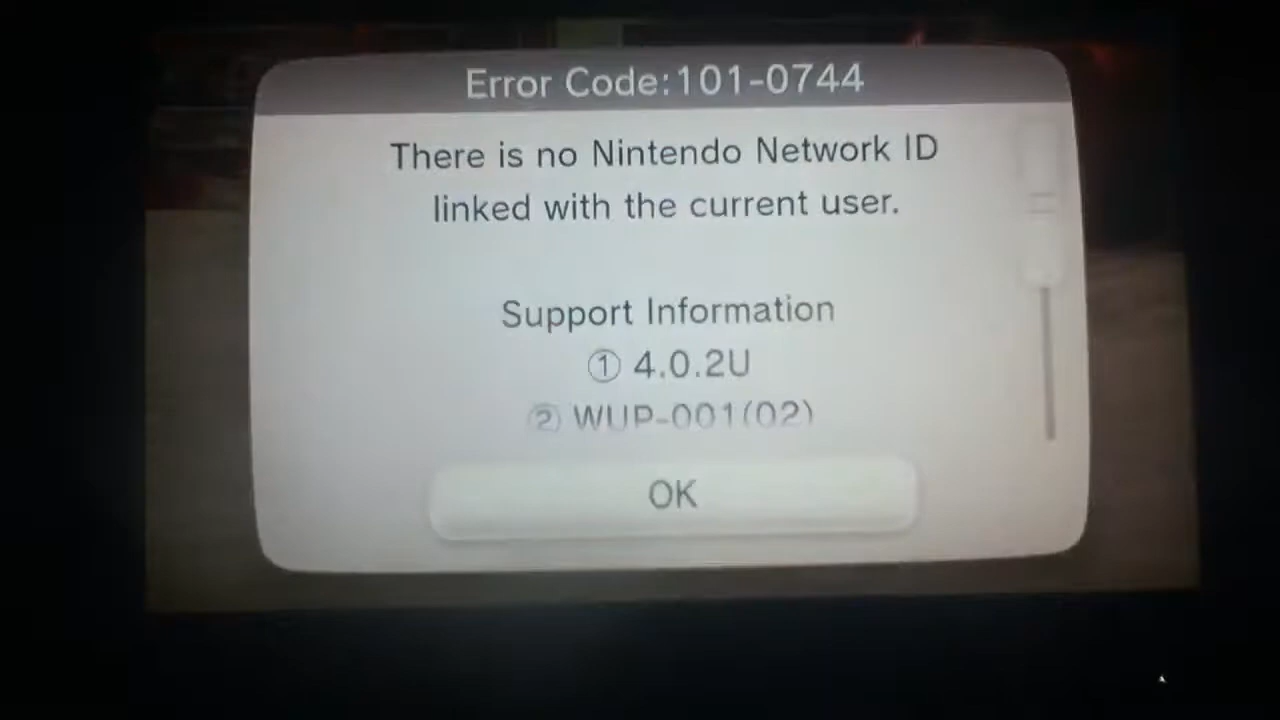 Error Code:101-0744
There is no Nintendo Network ID
linked with the current user.
Support Information
① 4.0.2U
② WUP-001(02)
OK